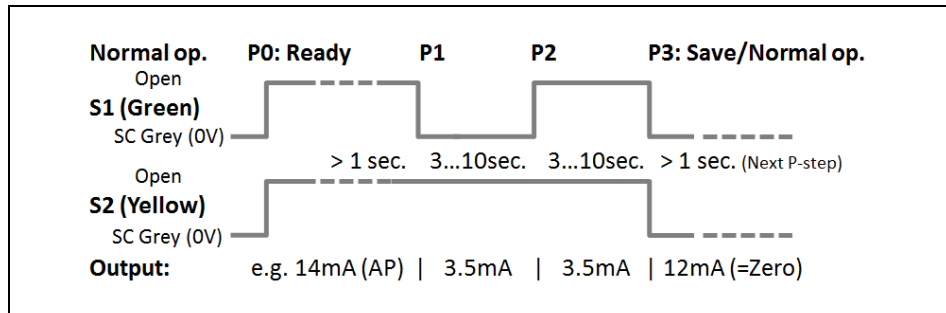 Normal op. P0: Ready P1 P2 P3: Save/Normal op.
Open
S1 (Green)
SC Grey (0V)
> 1 sec. 3...10sec. 3...10sec. > 1 sec. (Next P-step)
Open
S2 (Yellow)
SC Grey (0V)
Output: e.g. 14mA (AP) | 3.5mA | 3.5mA | 12mA (=Zero)